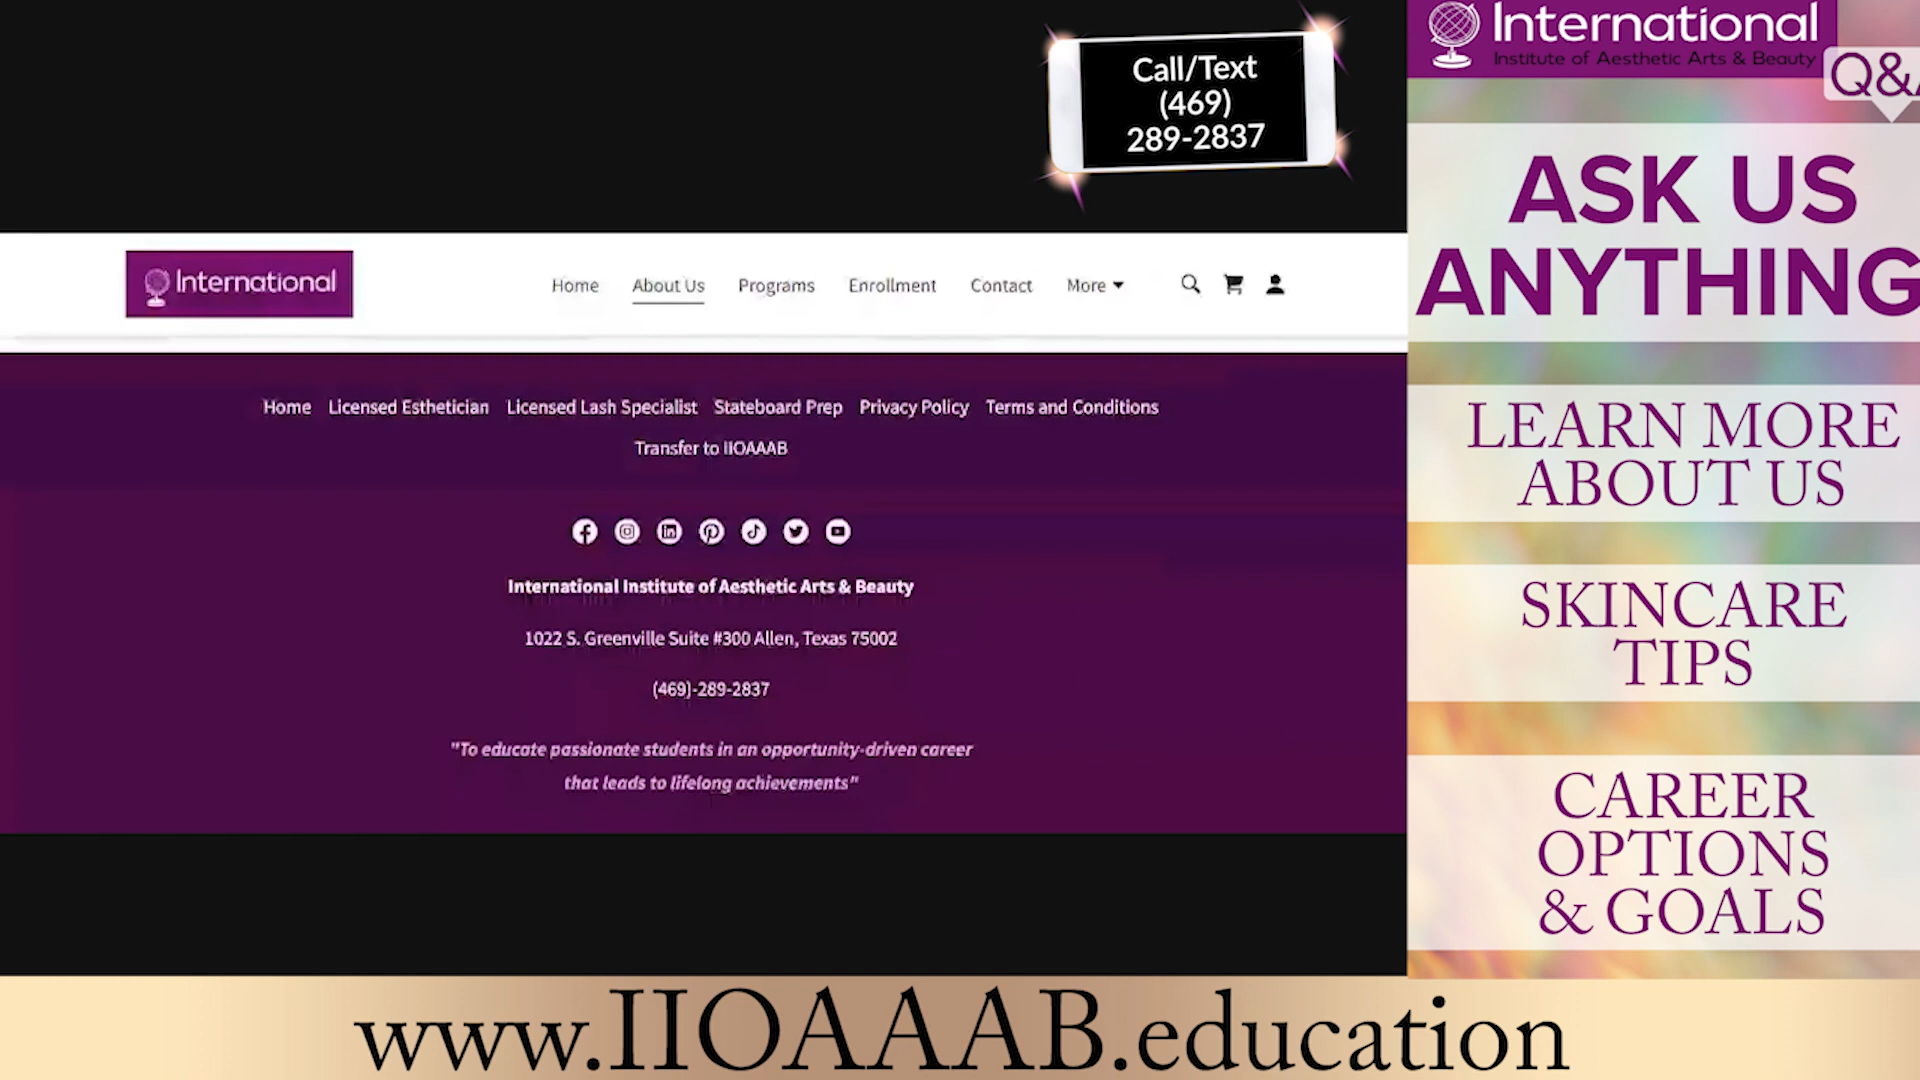 Call/Text
(469)
289-2837
International
Home About Us Programs Enrollment Contact More
Home Licensed Esthetician Licensed Lash Specialist Stateboard Prep Privacy Policy Terms and Conditions
Transfer to IIOAAAB
International Institute of Aesthetic Arts & Beauty
1022 S. Greenville Suite #300 Allen, Texas 75002
(469)-289-2837
"To educate passionate students in an opportunity-driven career
that leads to lifelong achievements"
International
Institute of Aesthetic Arts & Beauty
Q&A
ASK US
ANYTHING
LEARN MORE
ABOUT US
SKINCARE
TIPS
CAREER
OPTIONS
& GOALS
www.IIOAAAB.education